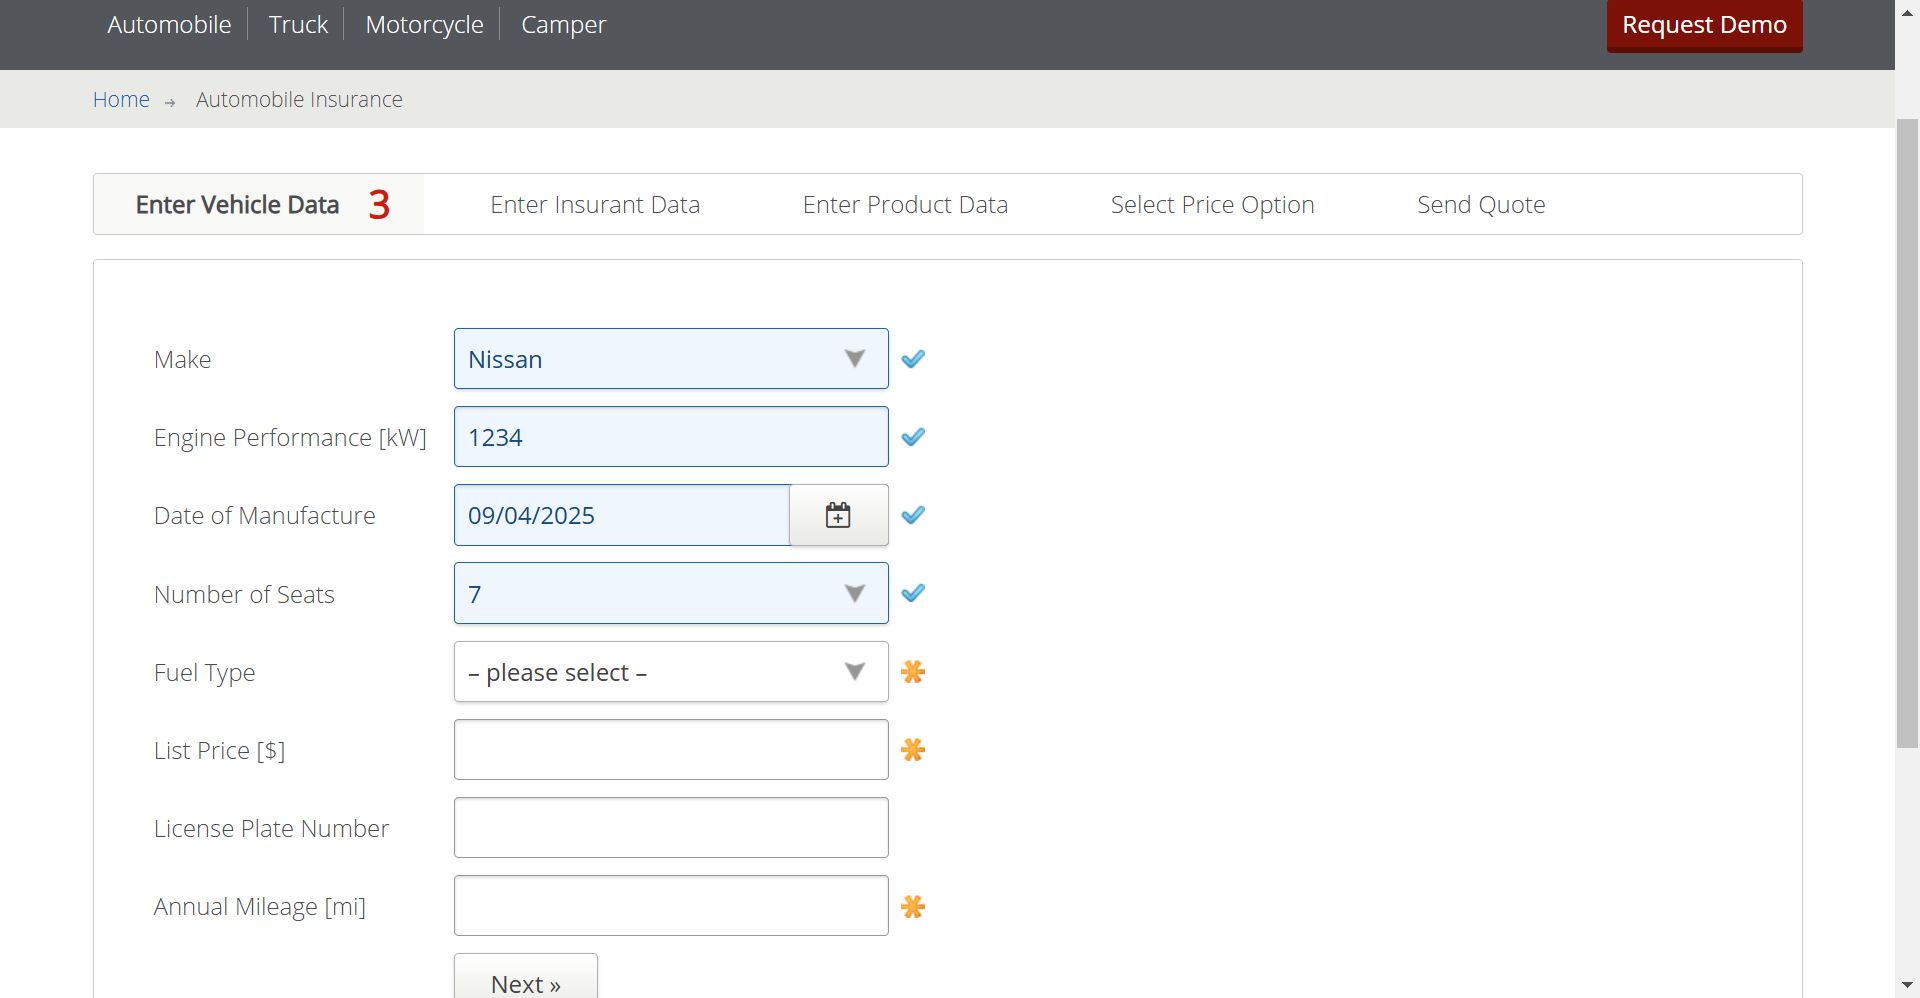 Automobile Truck Motorcycle Camper Request Demo
Home → Automobile Insurance
Enter Vehicle Data 3 Enter Insurant Data Enter Product Data Select Price Option Send Quote
Make Nissan
Engine Performance [kW] 1234
Date of Manufacture 09/04/2025
Number of Seats 7
Fuel Type – please select –
List Price [$]
License Plate Number
Annual Mileage [mi]
Next »